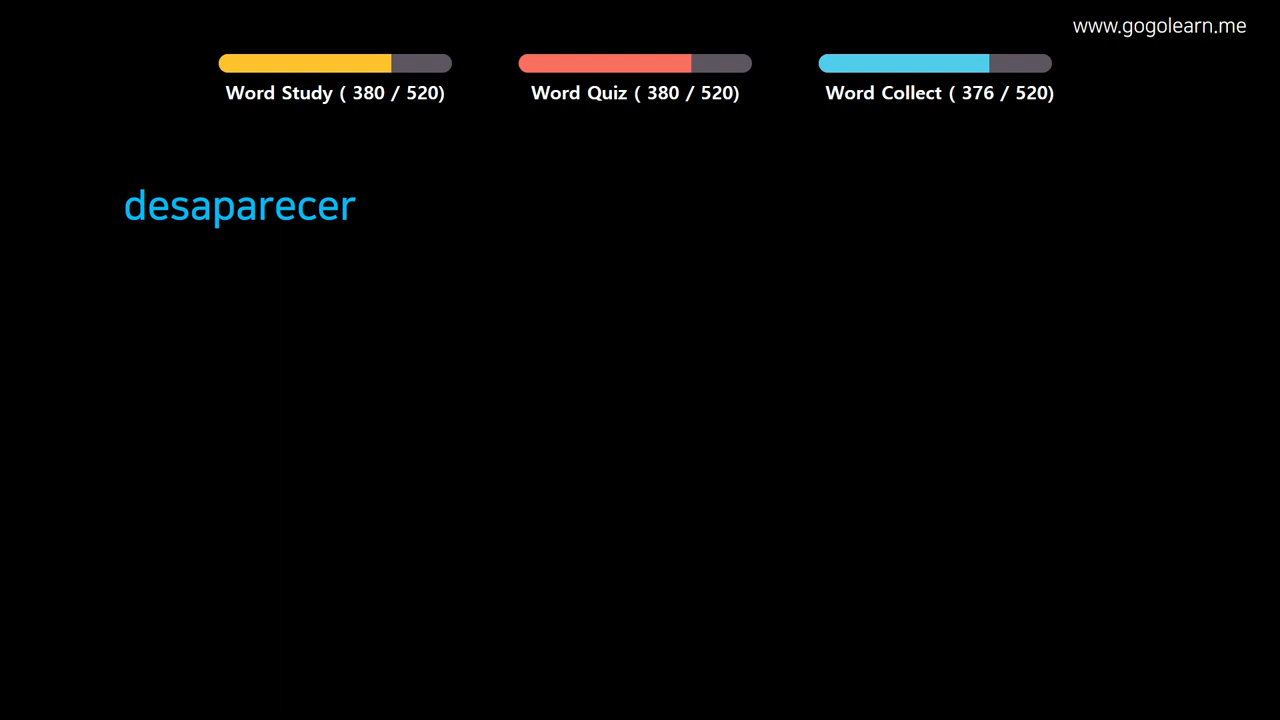 www.gogolearn.me
Word Study ( 380 / 520)
Word Quiz ( 380 / 520)
Word Collect ( 376 / 520)
desaparecer